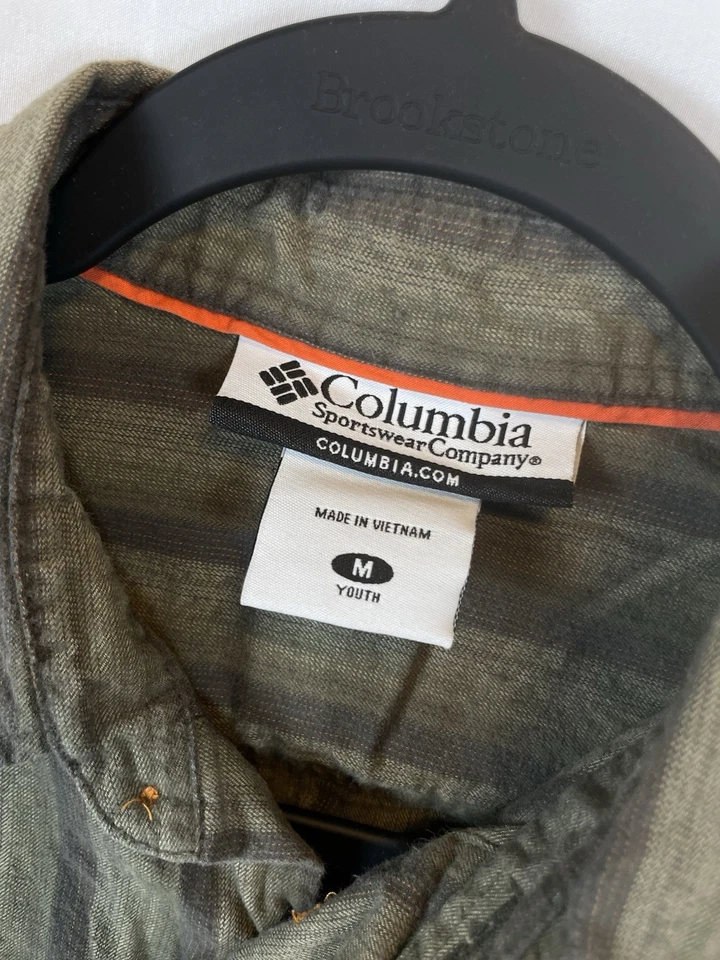 Brookstone
Columbia
Sportswear Company®
COLUMBIA.COM
MADE IN VIETNAM
M
YOUTH